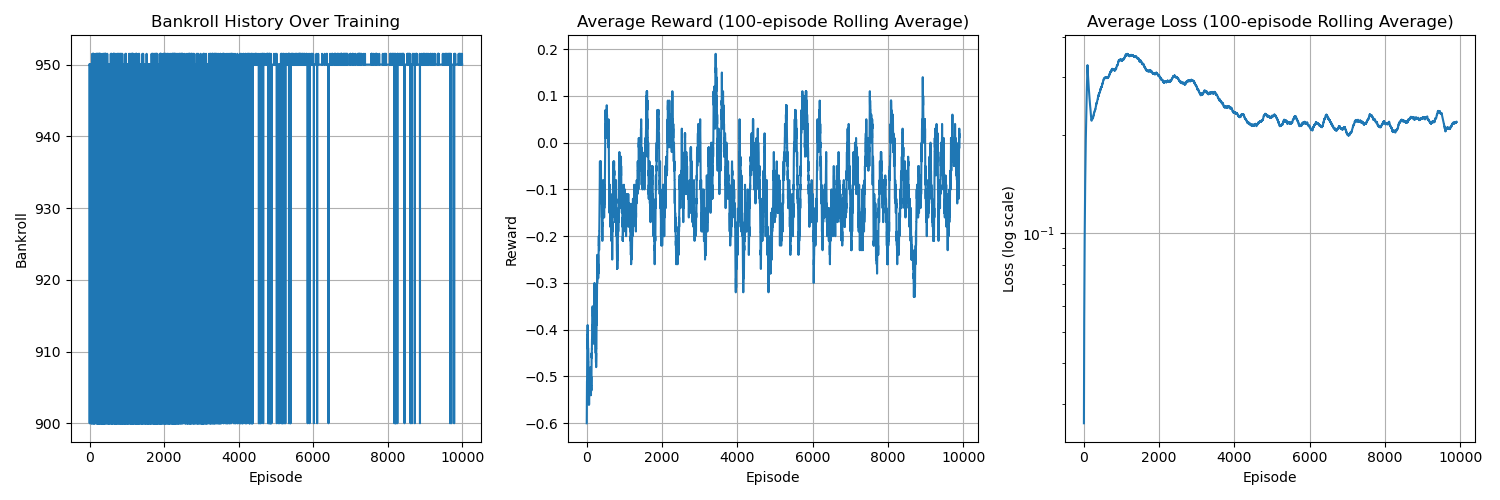 Bankroll History Over Training
950
940
930
920
910
900
Bankroll
0 2000 4000 6000 8000 10000
Episode
Average Reward (100-episode Rolling Average)
0.2
0.1
0.0
−0.1
−0.2
−0.3
−0.4
−0.5
−0.6
Reward
0 2000 4000 6000 8000 10000
Episode
Average Loss (100-episode Rolling Average)
10⁻¹
Loss (log scale)
0 2000 4000 6000 8000 10000
Episode